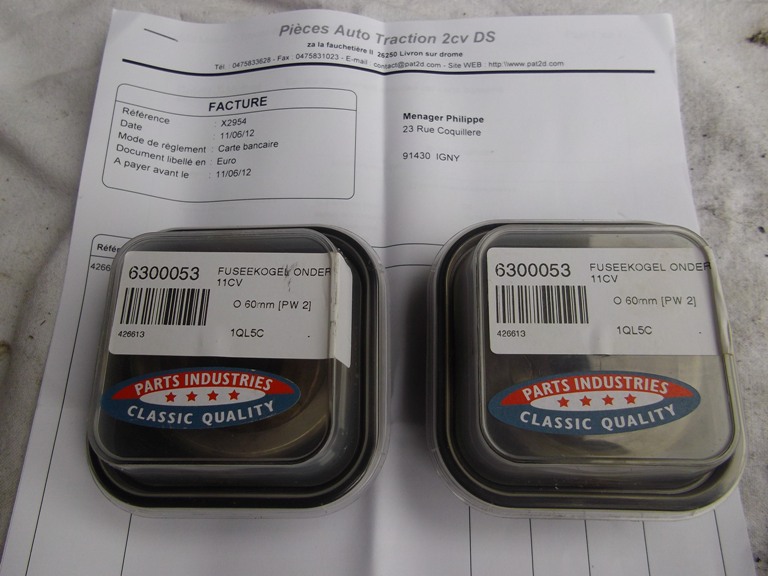 Pièces Auto Traction 2cv DS
za la fauchetière II 26250 Livron sur drome
Tél : 0475833628 - Fax : 0475831023 - E-mail : contact@pat2d.com - Site WEB : http:\\www.pat2d.com
FACTURE
Référence : X2954
Date : 11/06/12
Mode de réglement : Carte bancaire
Document libellé en : Euro
A payer avant le : 11/06/12
Menager Philippe
23 Rue Coquillere
91430 IGNY
Référ
4266
6300053 FUSEEKOGEL ONDER
11CV
O 60mm [PW 2]
426613 1QL5C
PARTS INDUSTRIES
CLASSIC QUALITY
6300053 FUSEEKOGEL ONDER
11CV
O 60mm [PW 2]
426613 1QL5C
PARTS INDUSTRIES
CLASSIC QUALITY